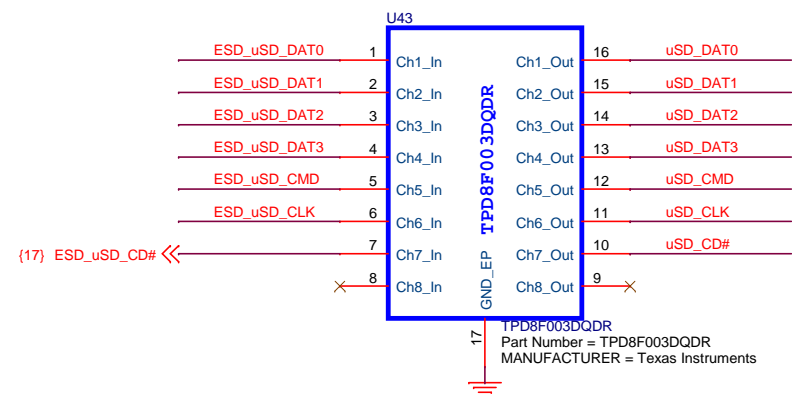 U43
ESD_uSD_DAT0 1 Ch1_In Ch1_Out 16 uSD_DAT0
ESD_uSD_DAT1 2 Ch2_In Ch2_Out 15 uSD_DAT1
ESD_uSD_DAT2 3 Ch3_In Ch3_Out 14 uSD_DAT2
ESD_uSD_DAT3 4 Ch4_In Ch4_Out 13 uSD_DAT3
ESD_uSD_CMD 5 Ch5_In Ch5_Out 12 uSD_CMD
ESD_uSD_CLK 6 Ch6_In Ch6_Out 11 uSD_CLK
{17} ESD_uSD_CD# 7 Ch7_In Ch7_Out 10 uSD_CD#
8 Ch8_In Ch8_Out 9
TPD8F003DQDR
GND_EP
17
TPD8F003DQDR
Part Number = TPD8F003DQDR
MANUFACTURER = Texas Instruments